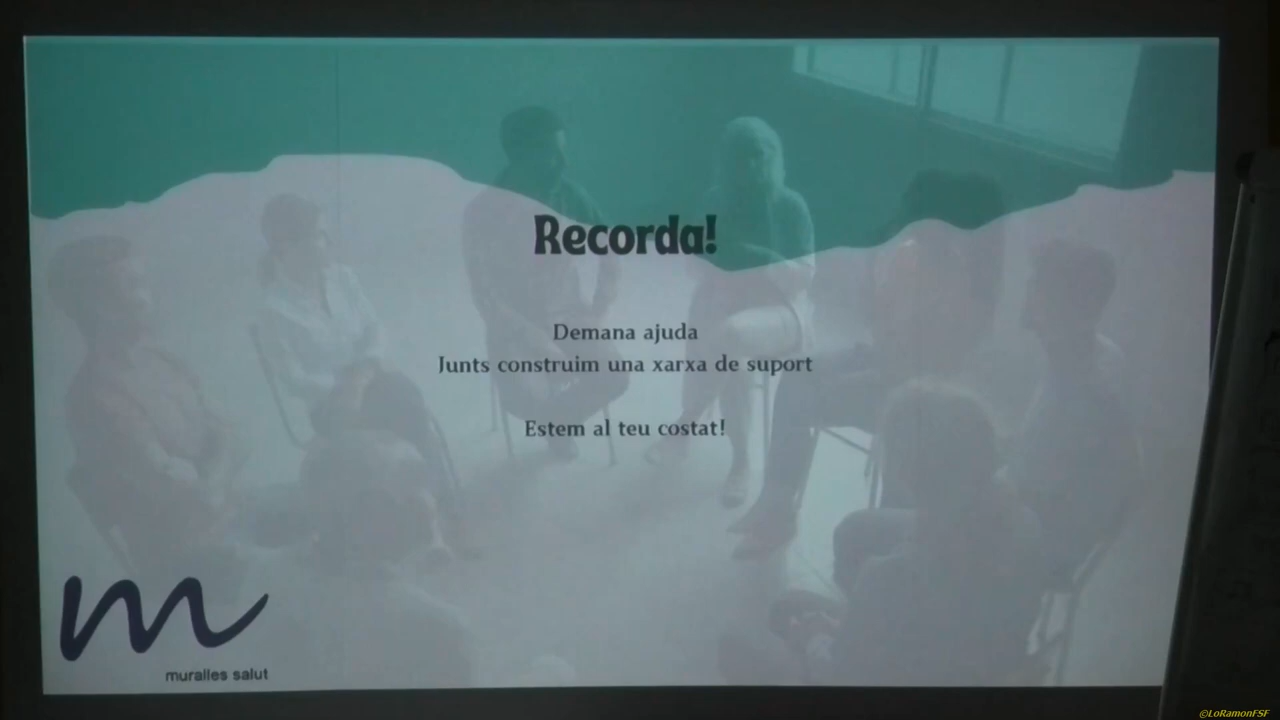 Recorda!
Demana ajuda
Junts construim una xarxa de suport
Estem al teu costat!
m
muralles salut
©LoRamonFSF